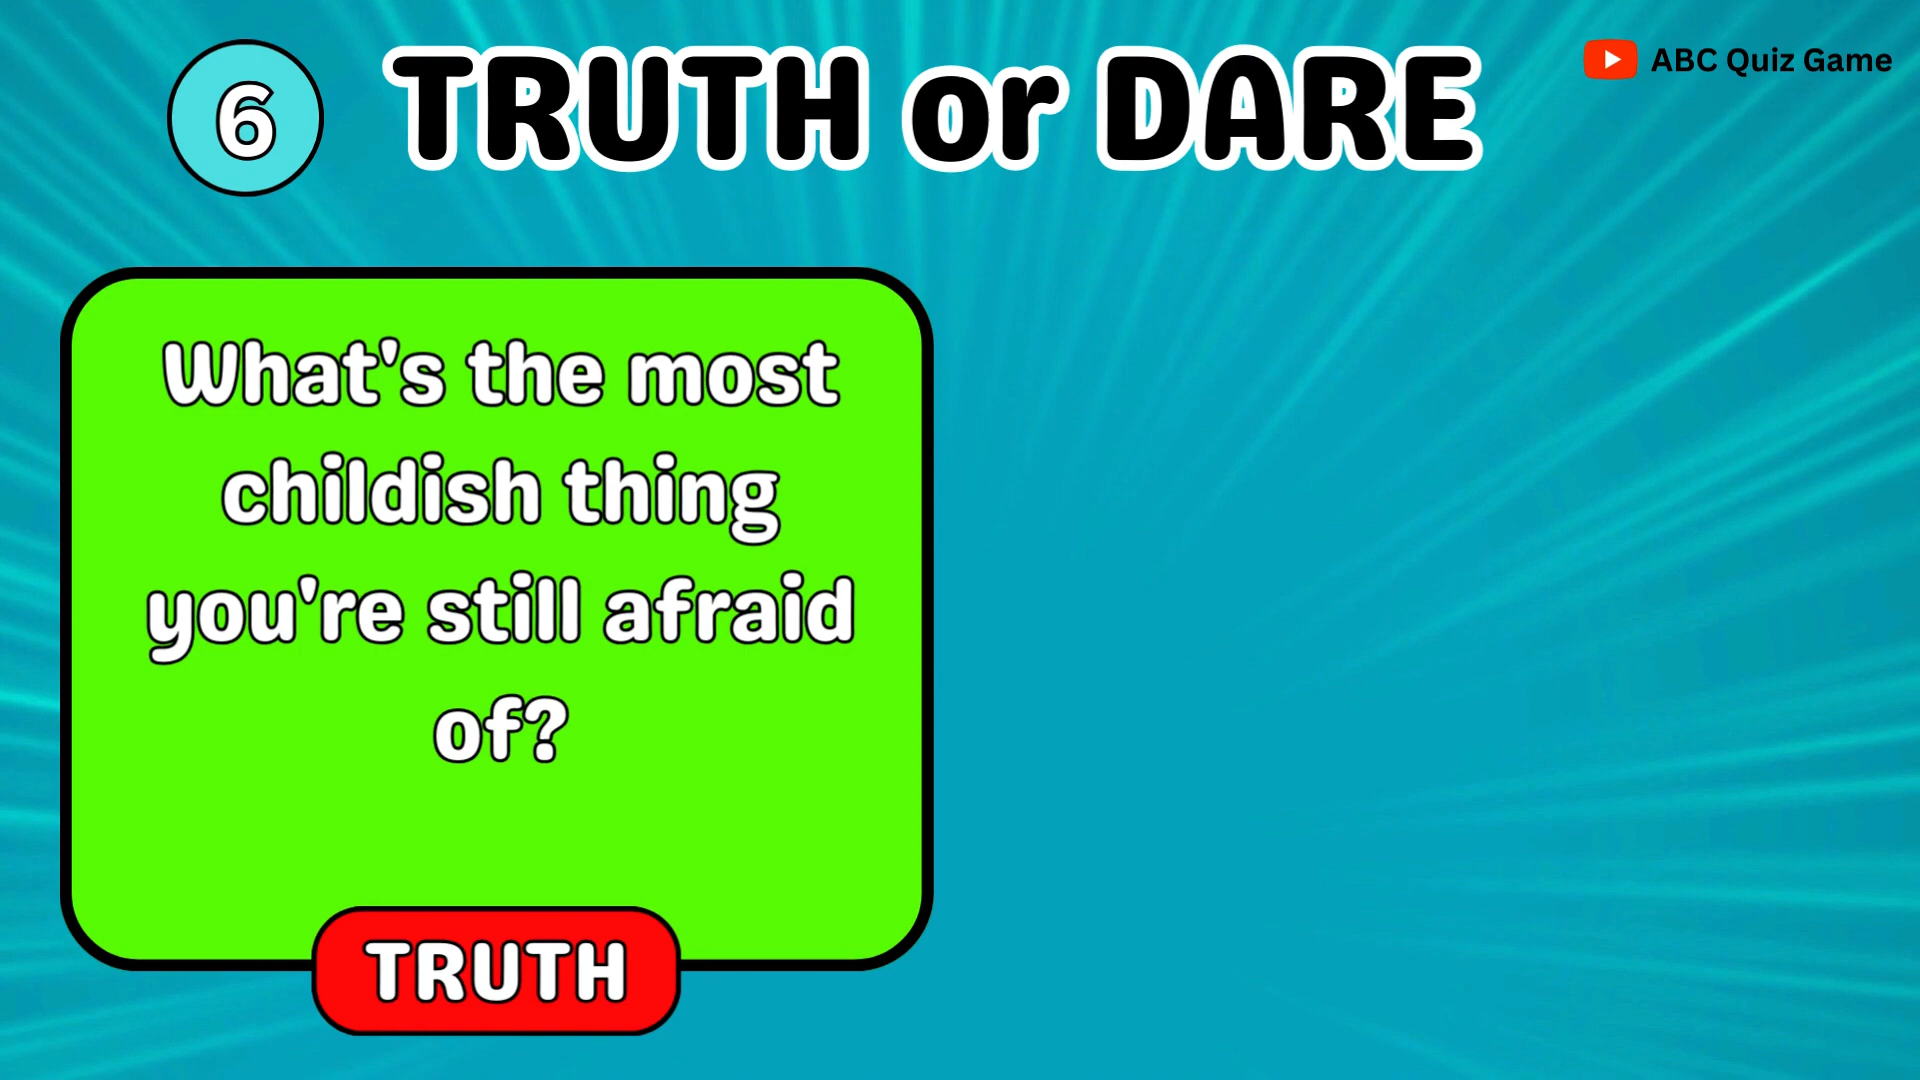 6
TRUTH or DARE
ABC Quiz Game
What's the most
childish thing
you're still afraid
of?
TRUTH